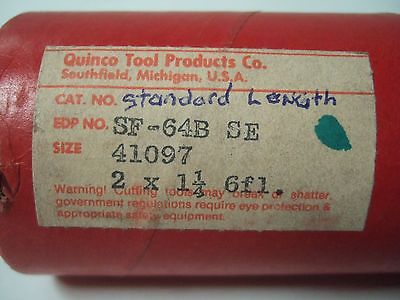 Quinco Tool Products Co.
Southfield, Michigan, U.S.A.
CAT. NO. Standard Length
EDP NO. SF-64B SE
SIZE 41097
2 x 1¼ 6fl.
Warning! Cutting tools may break or shatter.
government regulations require eye protection &
appropriate safety equipment.